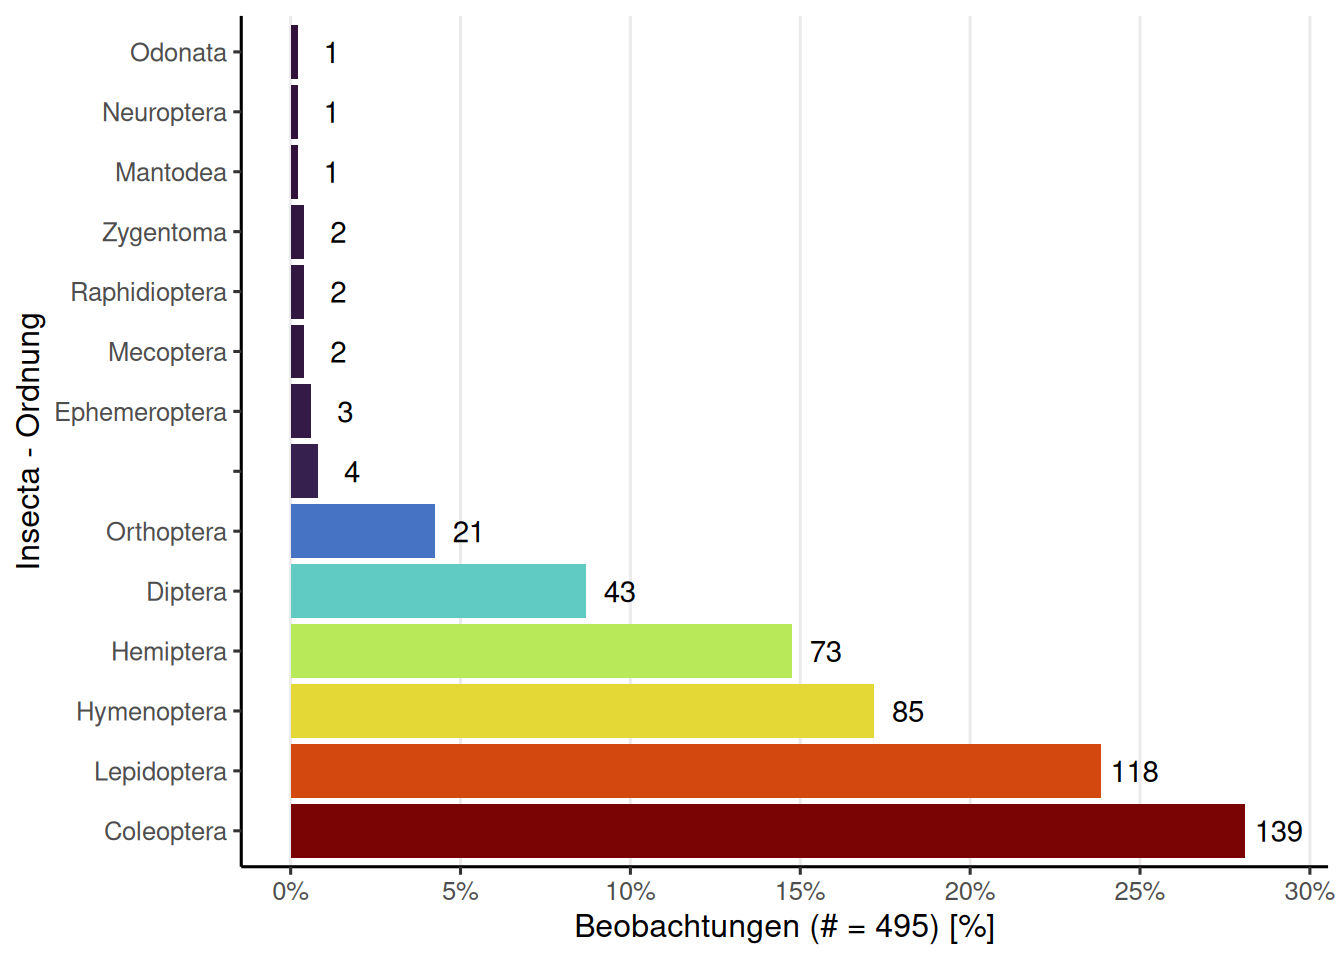 Insecta - Ordnung
Odonata 1
Neuroptera 1
Mantodea 1
Zygentoma 2
Raphidioptera 2
Mecoptera 2
Ephemeroptera 3
4
Orthoptera 21
Diptera 43
Hemiptera 73
Hymenoptera 85
Lepidoptera 118
Coleoptera 139
0% 5% 10% 15% 20% 25% 30%
Beobachtungen (# = 495) [%]